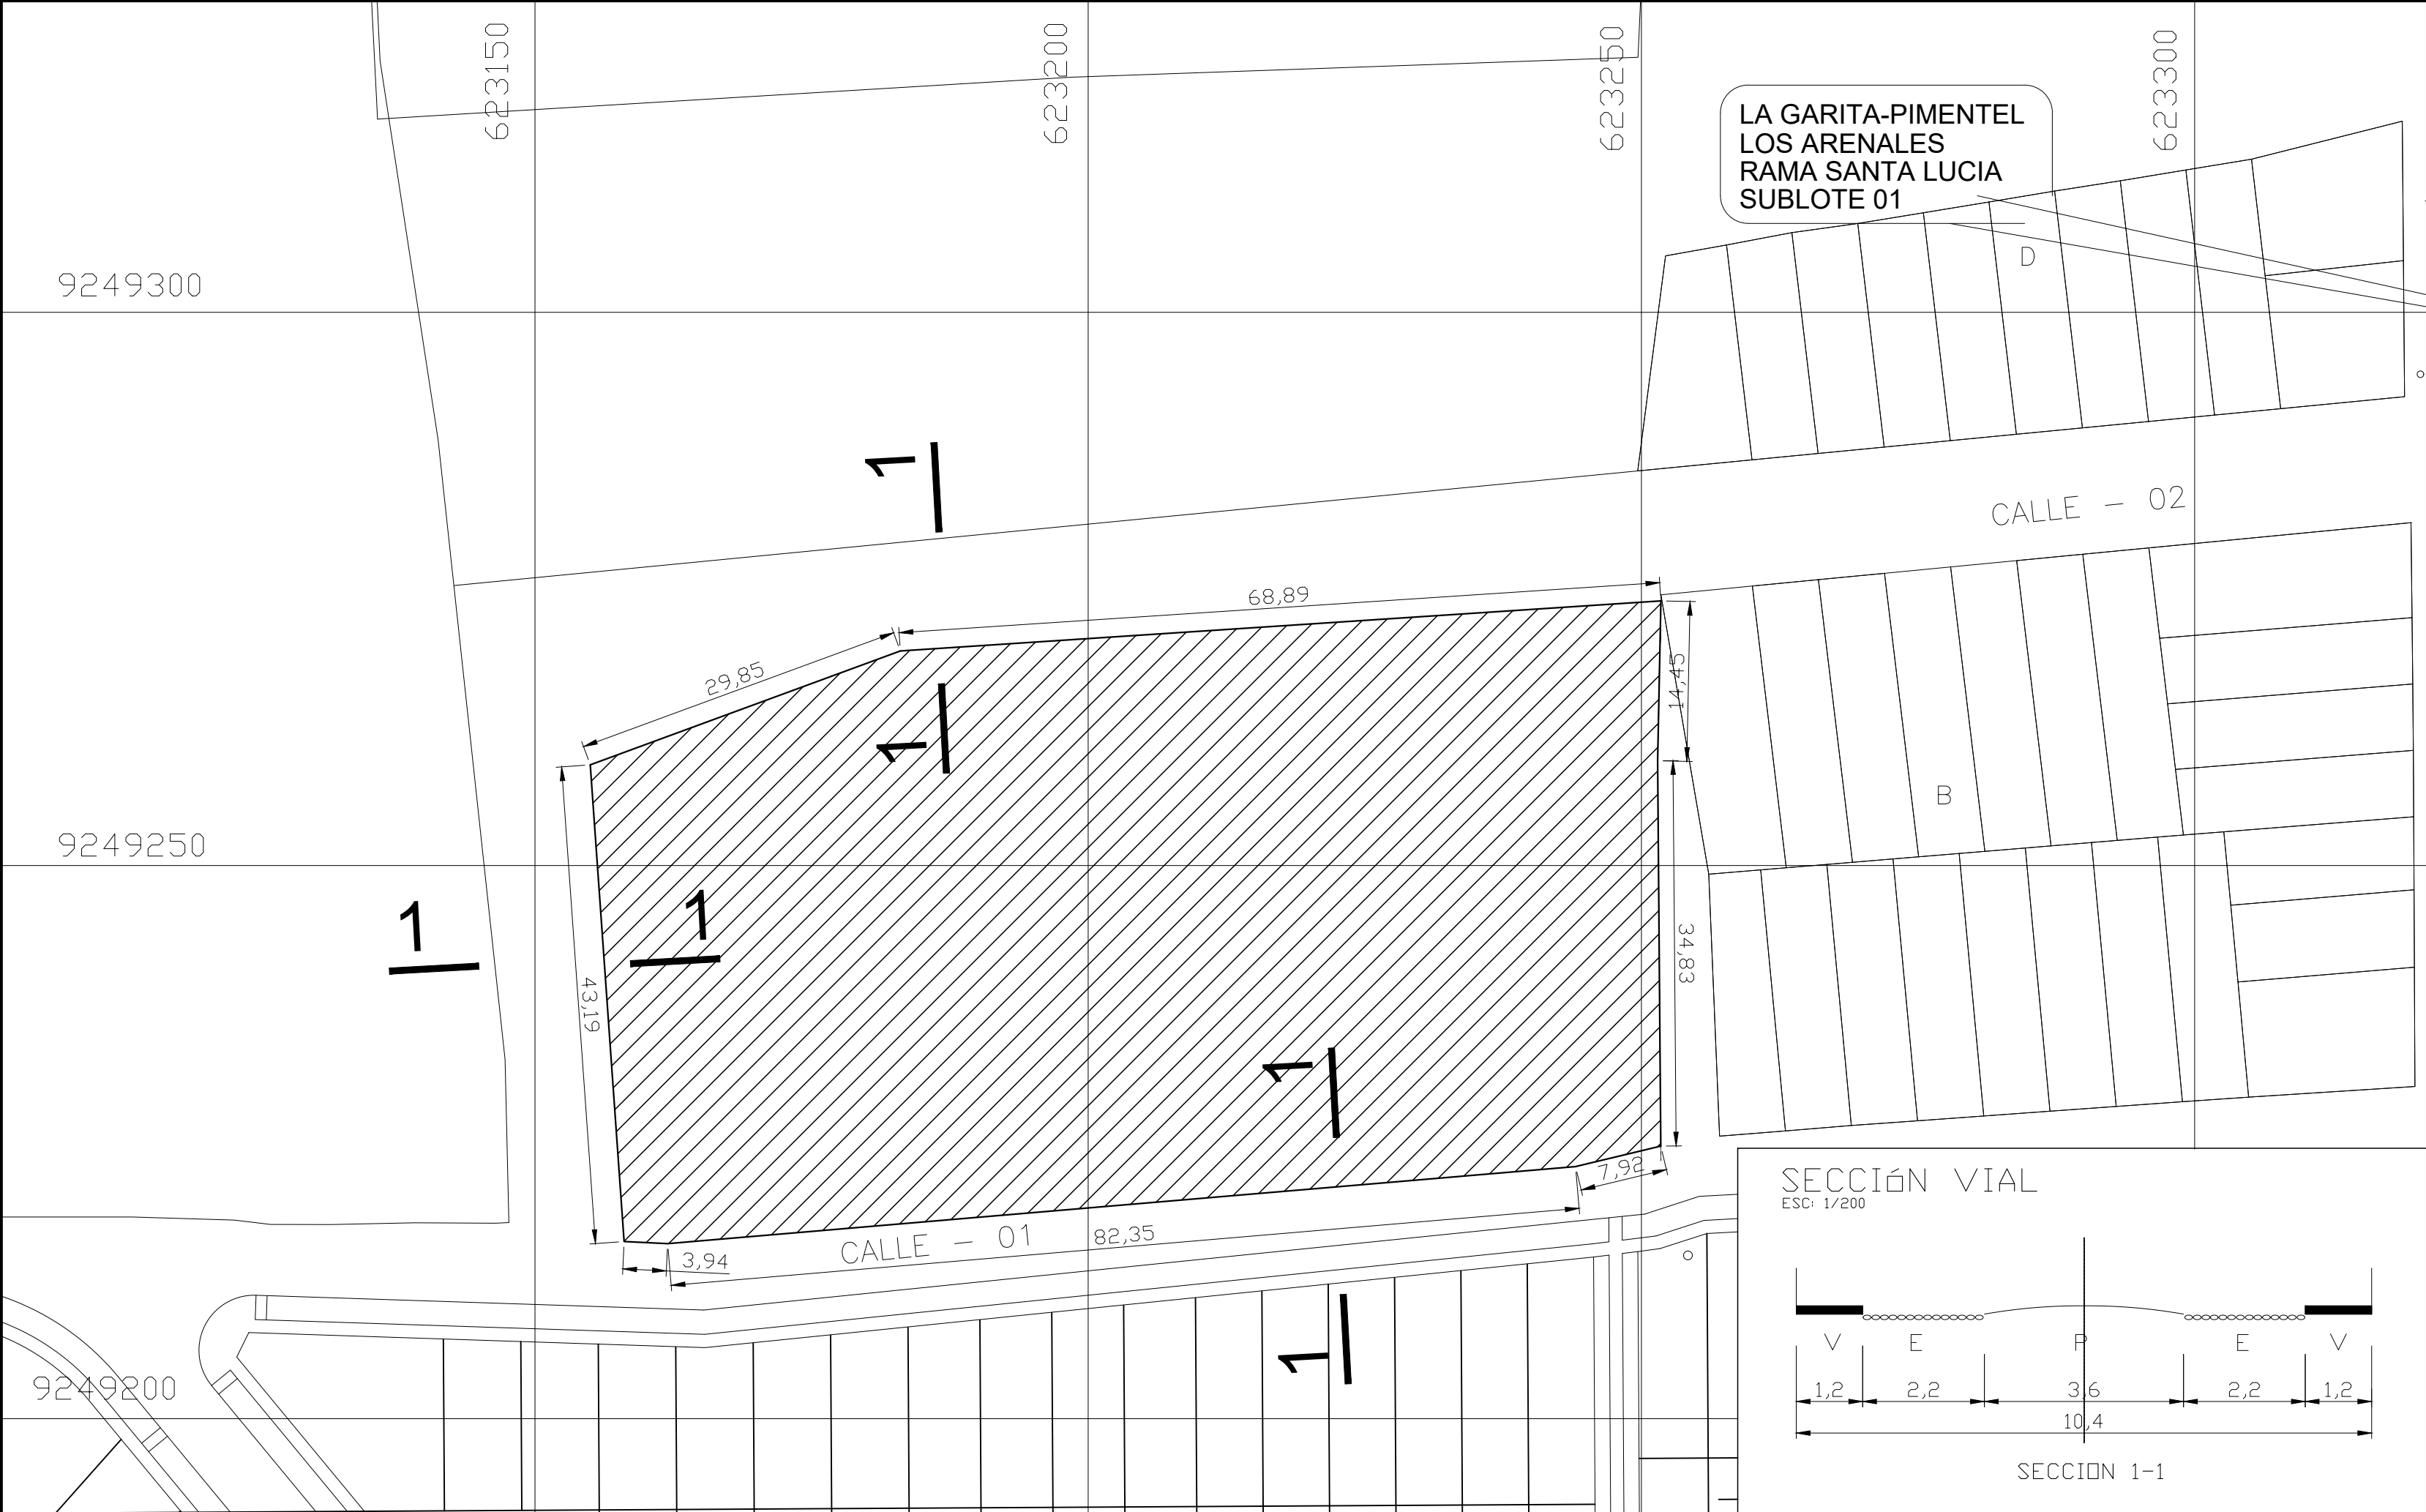 623150
623200
623250
623300
LA GARITA-PIMENTEL
LOS ARENALES
RAMA SANTA LUCIA
SUBLOTE 01
D
9249300
1
CALLE - 02
68,89
29,85
14,45
1
B
9249250
1
1
34,83
43,19
1
7,92
CALLE - 01
82,35
3,94
1
9249200
SECCIóN VIAL
ESC: 1/200
V E P E V
1,2 2,2 3,6 2,2 1,2
10,4
SECCION 1-1